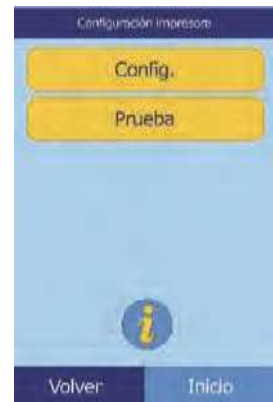 Configuración impresora
Config.
Prueba
i
Volver
Inicio